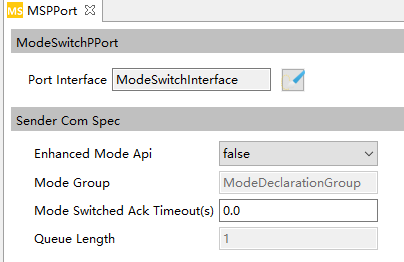 MS MSPPort
ModeSwitchPPort
Port Interface ModeSwitchInterface
Sender Com Spec
Enhanced Mode Api false
Mode Group ModeDeclarationGroup
Mode Switched Ack Timeout(s) 0.0
Queue Length 1